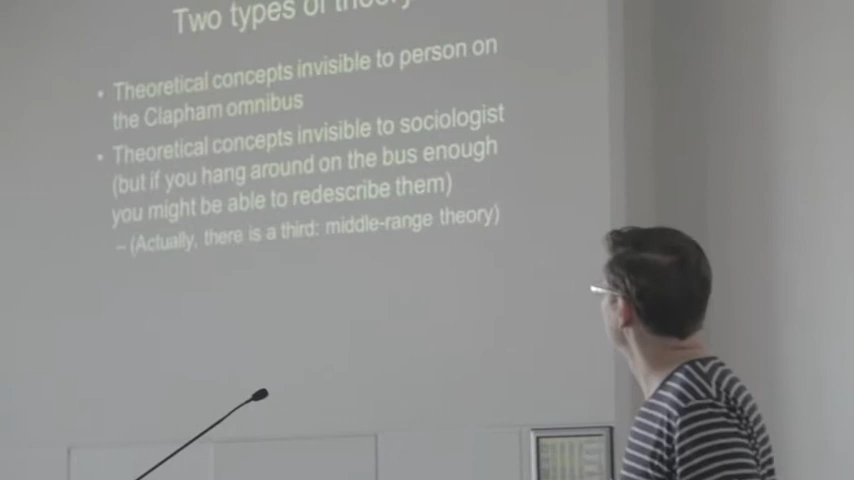 Two types of theory
• Theoretical concepts invisible to person on
the Clapham omnibus
• Theoretical concepts invisible to sociologist
(but if you hang around on the bus enough
you might be able to redescribe them)
– (Actually, there is a third: middle-range theory)